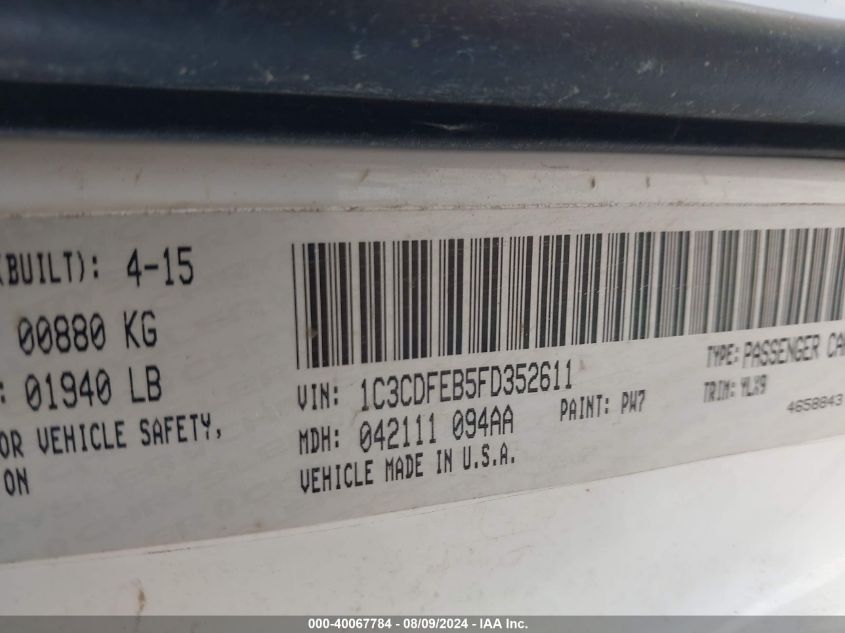 (BUILT): 4-15
00880 KG
: 01940 LB
OR VEHICLE SAFETY,
ON
VIN: 1C3CDFEB5FD352611
TYPE: PASSENGER CA
MDH: 042111 094AA
PAINT: PW7
TRIM: MLX9
VEHICLE MADE IN U.S.A.
4658843
000-40067784 - 08/09/2024 - IAA Inc.